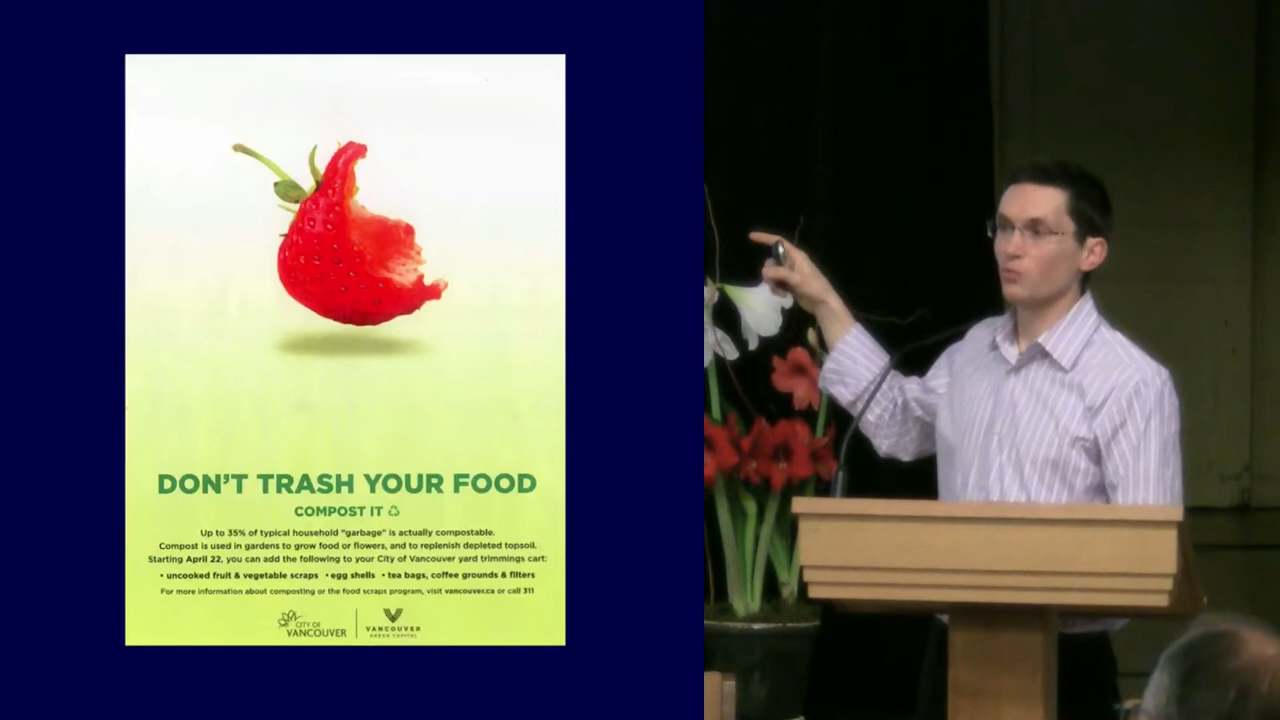 DON'T TRASH YOUR FOOD
COMPOST IT
Up to 35% of typical household "garbage" is actually compostable.
Compost is used in gardens to grow food or flowers, and to replenish depleted topsoil.
Starting April 22, you can add the following to your City of Vancouver yard trimmings cart:
• uncooked fruit & vegetable scraps • egg shells • tea bags, coffee grounds & filters
For more information about composting or the food scraps program, visit vancouver.ca or call 311
CITY OF
VANCOUVER
VANCOUVER
GREEN CAPITAL